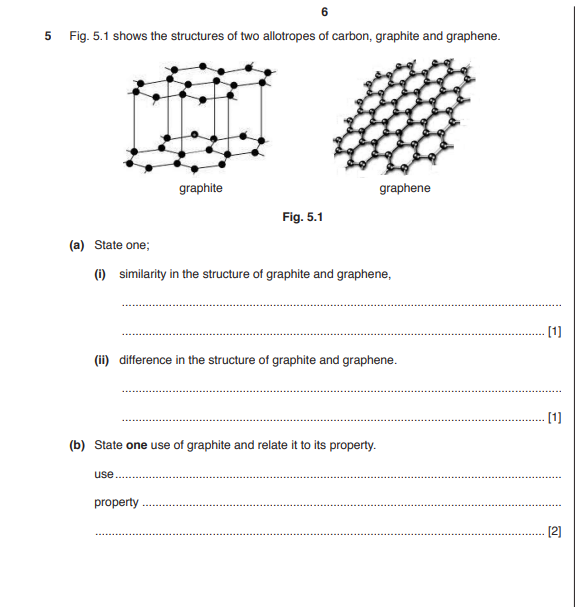 6
5 Fig. 5.1 shows the structures of two allotropes of carbon, graphite and graphene.
graphite graphene
Fig. 5.1
(a) State one;
(i) similarity in the structure of graphite and graphene,
[1]
(ii) difference in the structure of graphite and graphene.
[1]
(b) State one use of graphite and relate it to its property.
use
property
[2]